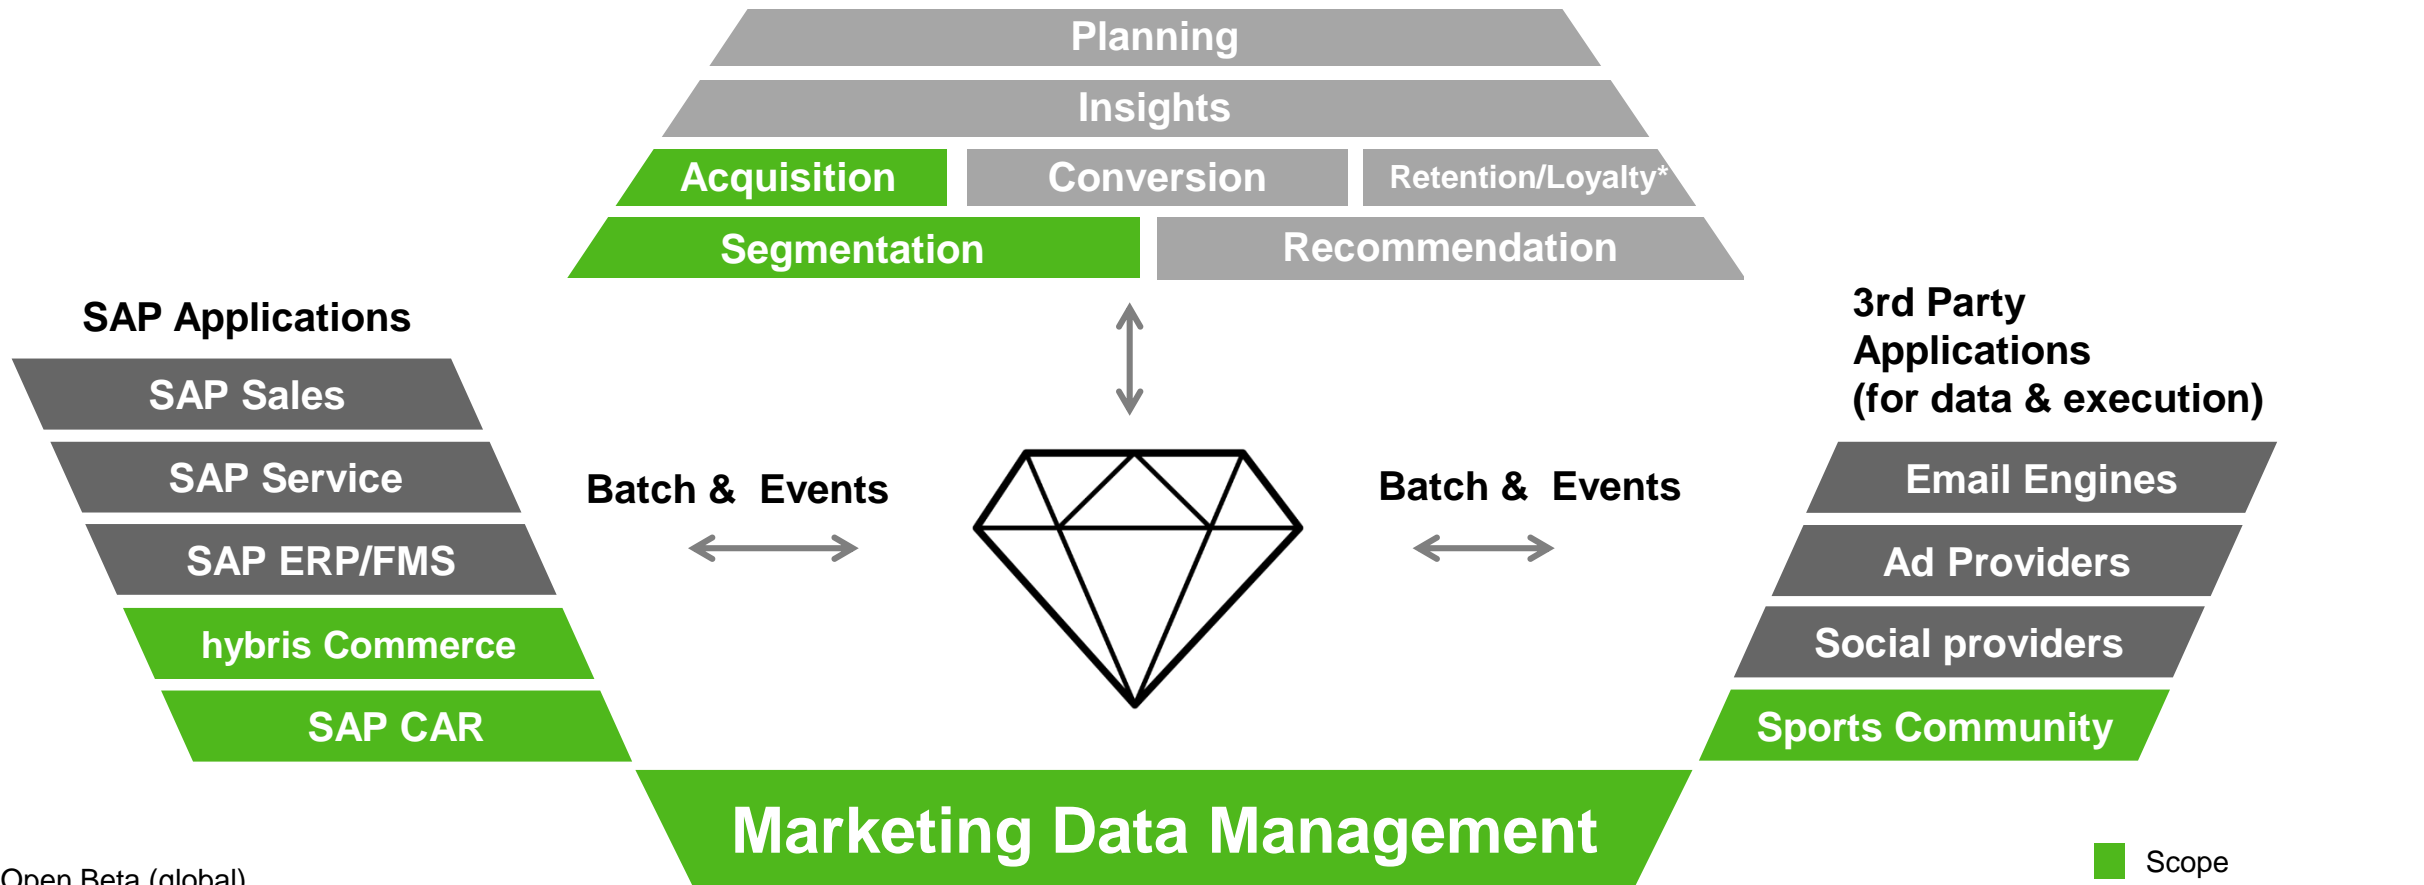 Planning
Insights
Acquisition
Conversion
Retention/Loyalty*
Segmentation
Recommendation
SAP Applications
SAP Sales
SAP Service
SAP ERP/FMS
hybris Commerce
SAP CAR
Batch & Events
Batch & Events
3rd Party
Applications
(for data & execution)
Email Engines
Ad Providers
Social providers
Sports Community
Marketing Data Management
Open Beta (global)
Scope